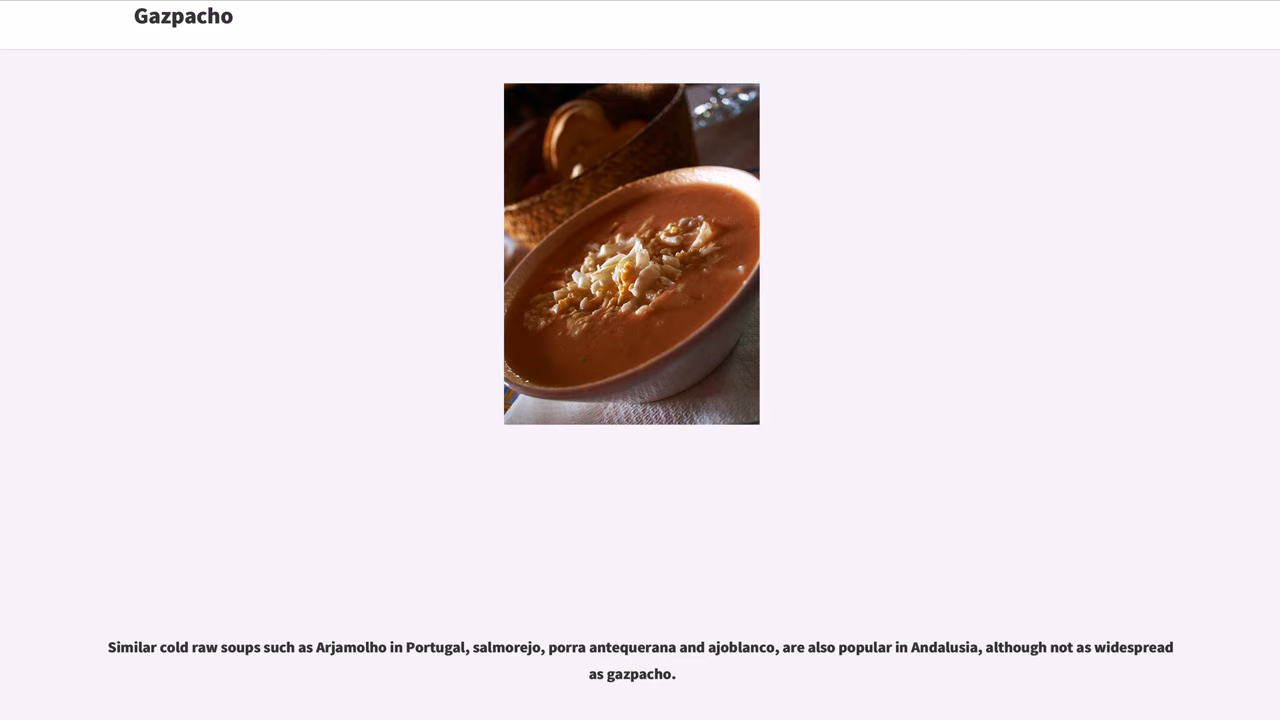 Gazpacho
Similar cold raw soups such as Arjamolho in Portugal, salmorejo, porra antequerana and ajoblanco, are also popular in Andalusia, although not as widespread
as gazpacho.